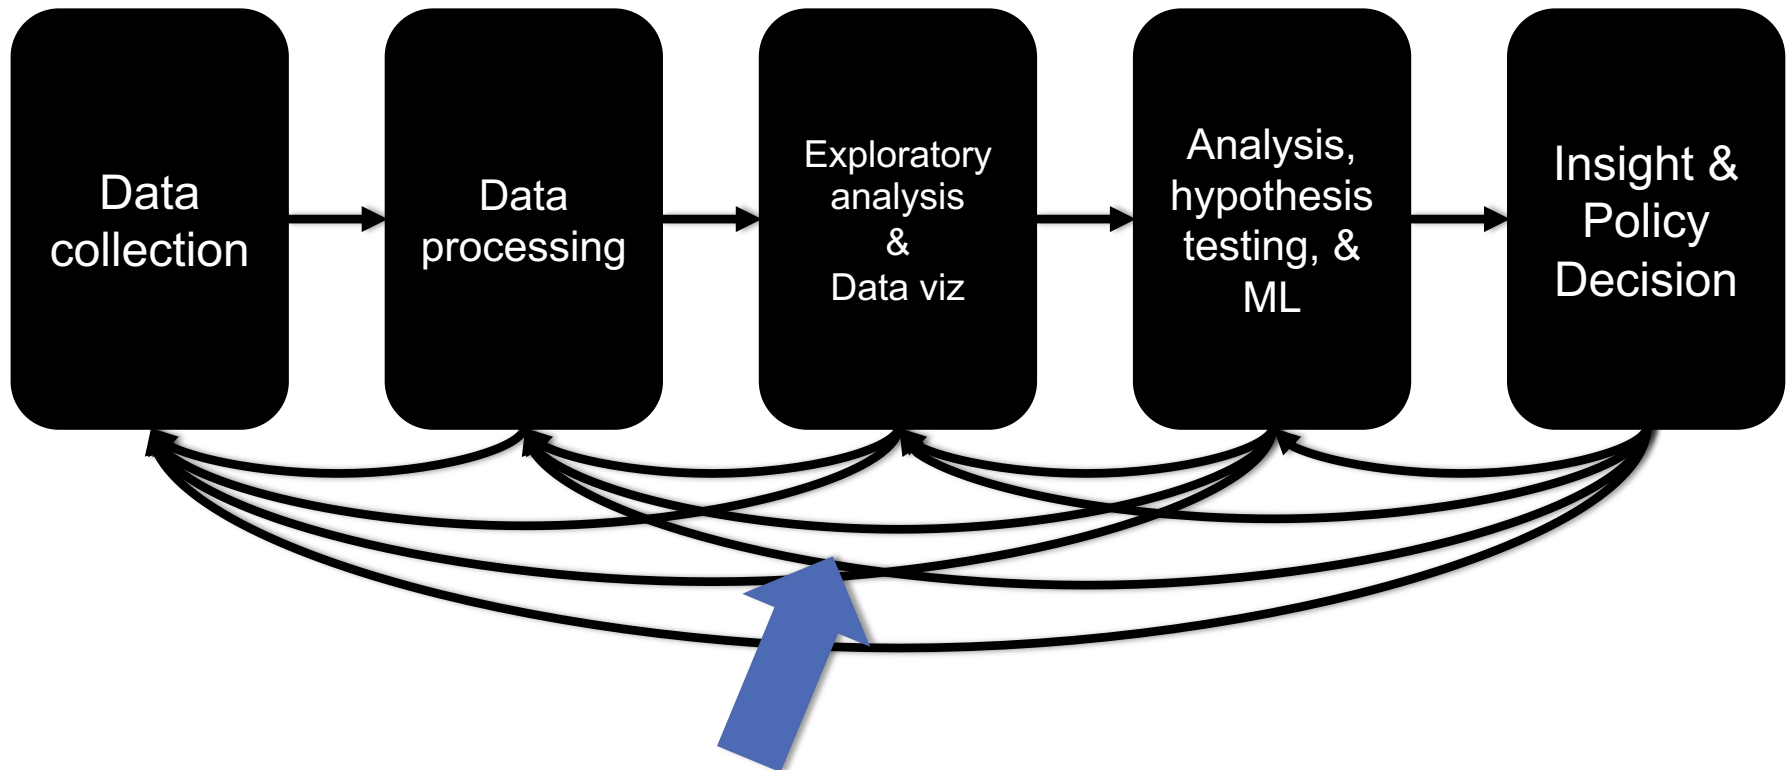 Data
collection
Data
processing
Exploratory
analysis
&
Data viz
Analysis,
hypothesis
testing, &
ML
Insight &
Policy
Decision